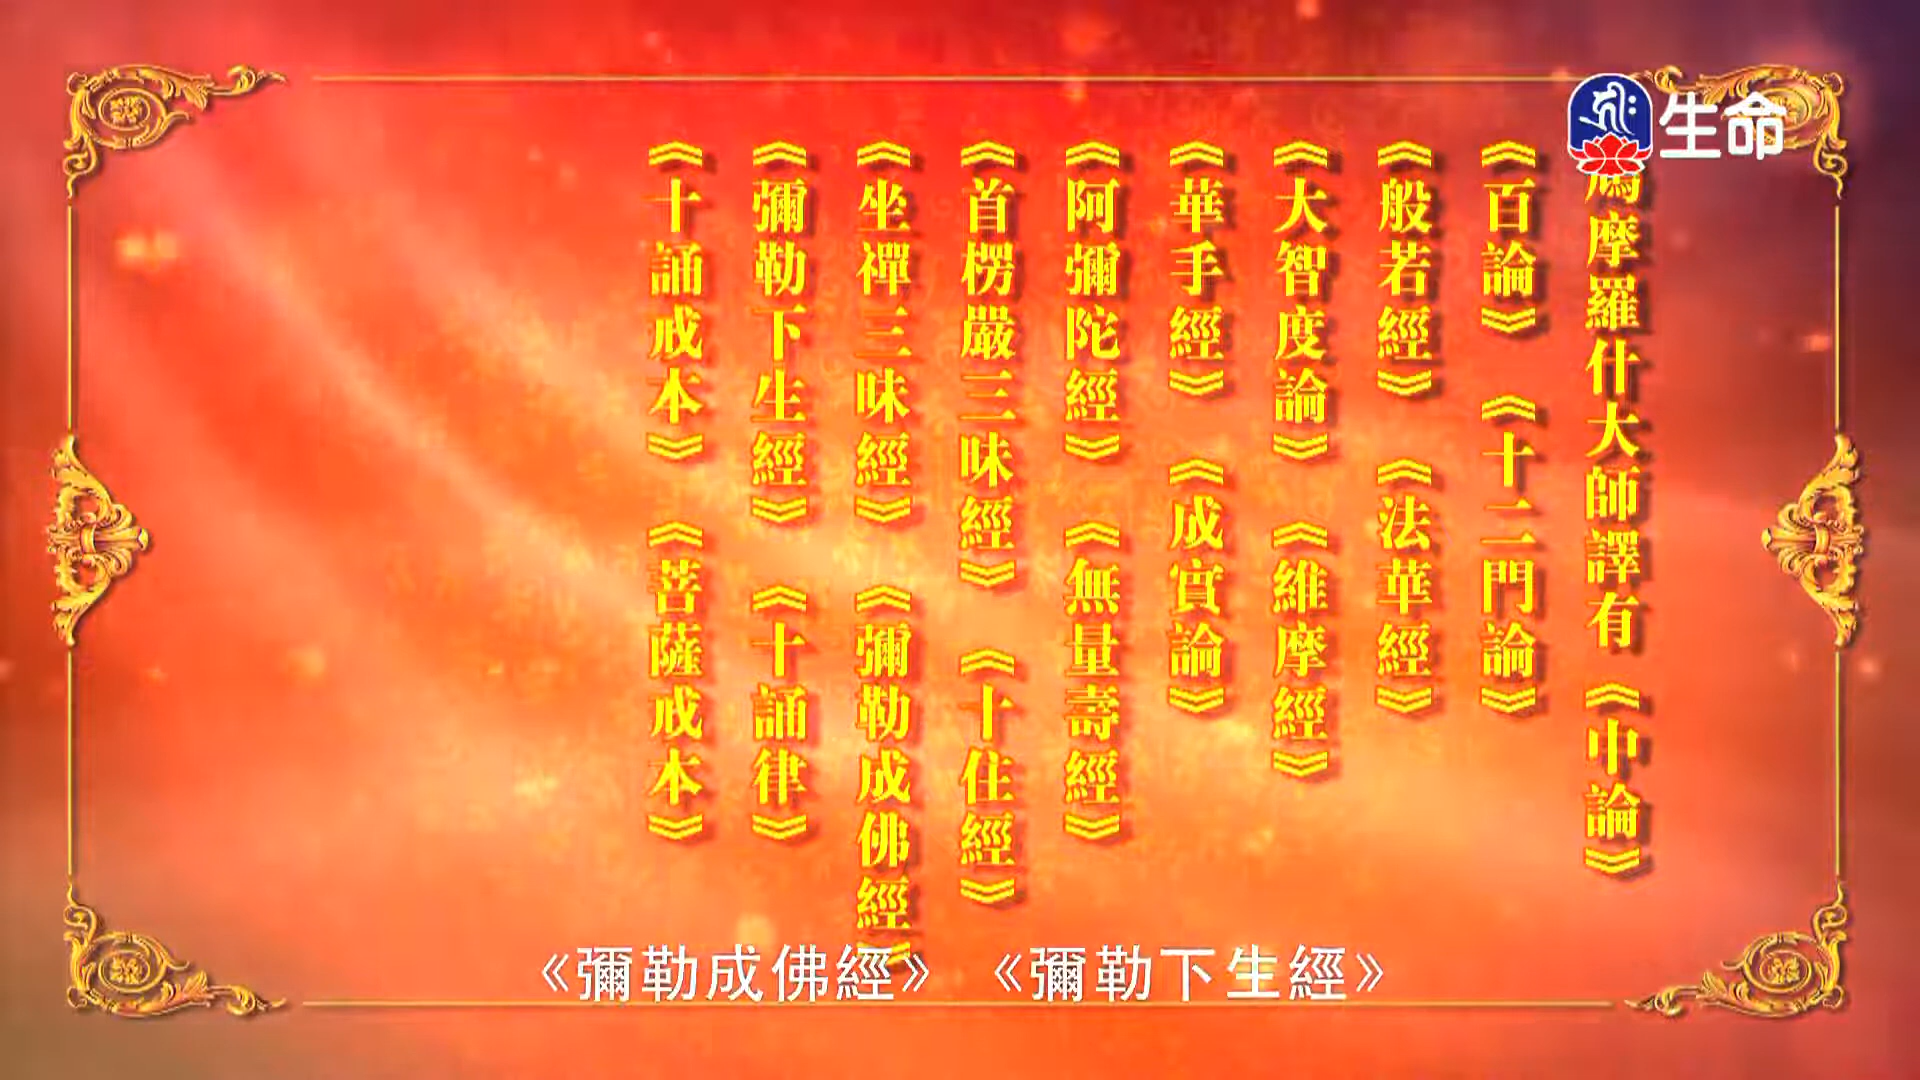 生命
鳩摩羅什大師譯有《中論》
《百論》《十二門論》
《般若經》《法華經》
《大智度論》《維摩經》
《華手經》《成實論》
《阿彌陀經》《無量壽經》
《首楞嚴三昧經》《十住經》
《坐禪三昧經》《彌勒成佛經》
《彌勒下生經》《十誦律》
《十誦戒本》《菩薩戒本》
《彌勒成佛經》《彌勒下生經》